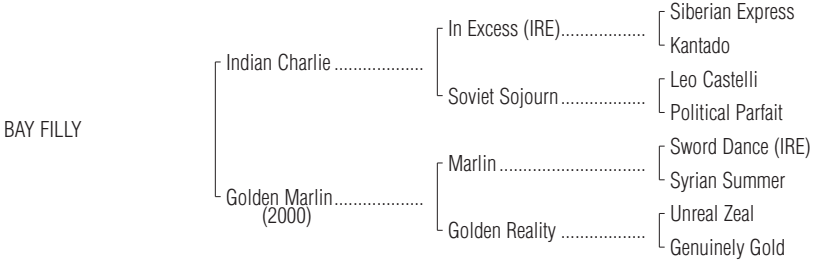 Siberian Express
In Excess (IRE)...................
Kantado
Indian Charlie ...................
Leo Castelli
Soviet Sojourn...................
Political Parfait
BAY FILLY
Sword Dance (IRE)
Marlin ...............................
Syrian Summer
Golden Marlin...................
(2000)
Unreal Zeal
Golden Reality ..................
Genuinely Gold